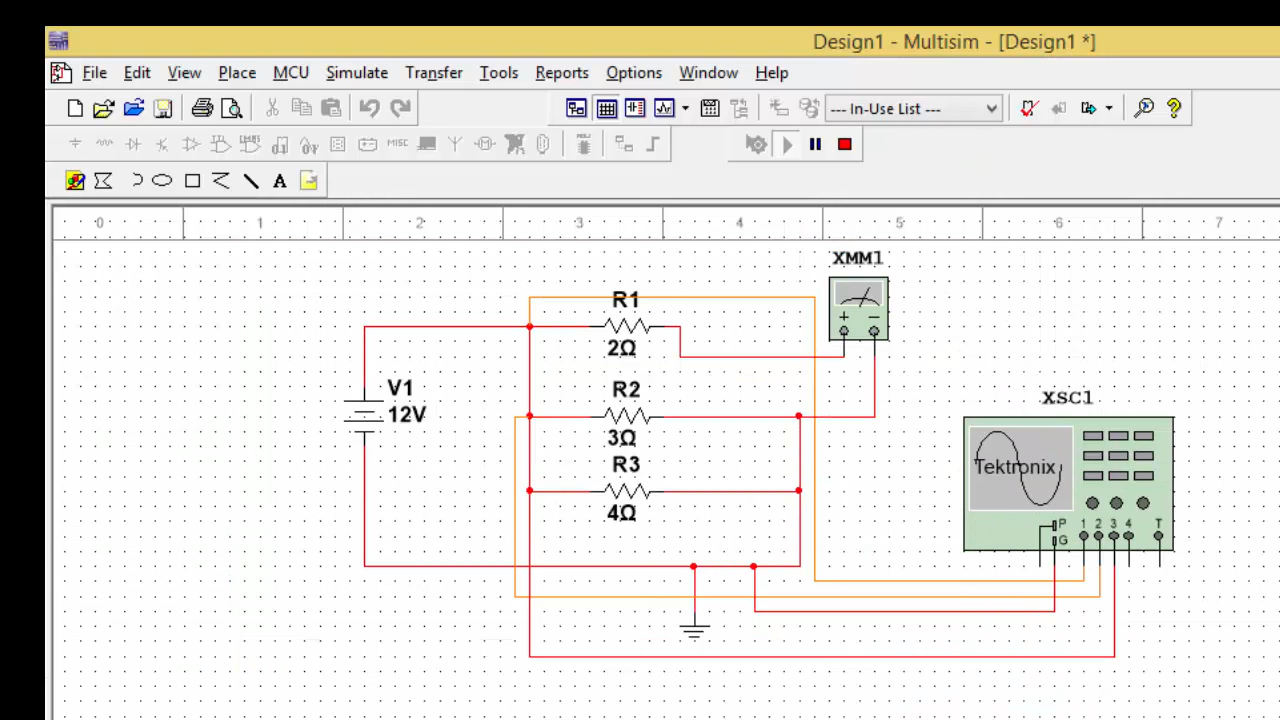 Design1 - Multisim - [Design1 *]
File Edit View Place MCU Simulate Transfer Tools Reports Options Window Help
--- In-Use List ---
MISC
A
0 1 2 3 4 5 6 7
XMM1
R1
2Ω
+ −
V1
12V
R2
3Ω
R3
4Ω
XSC1
Tektronix
P 1 2 3 4 T
G